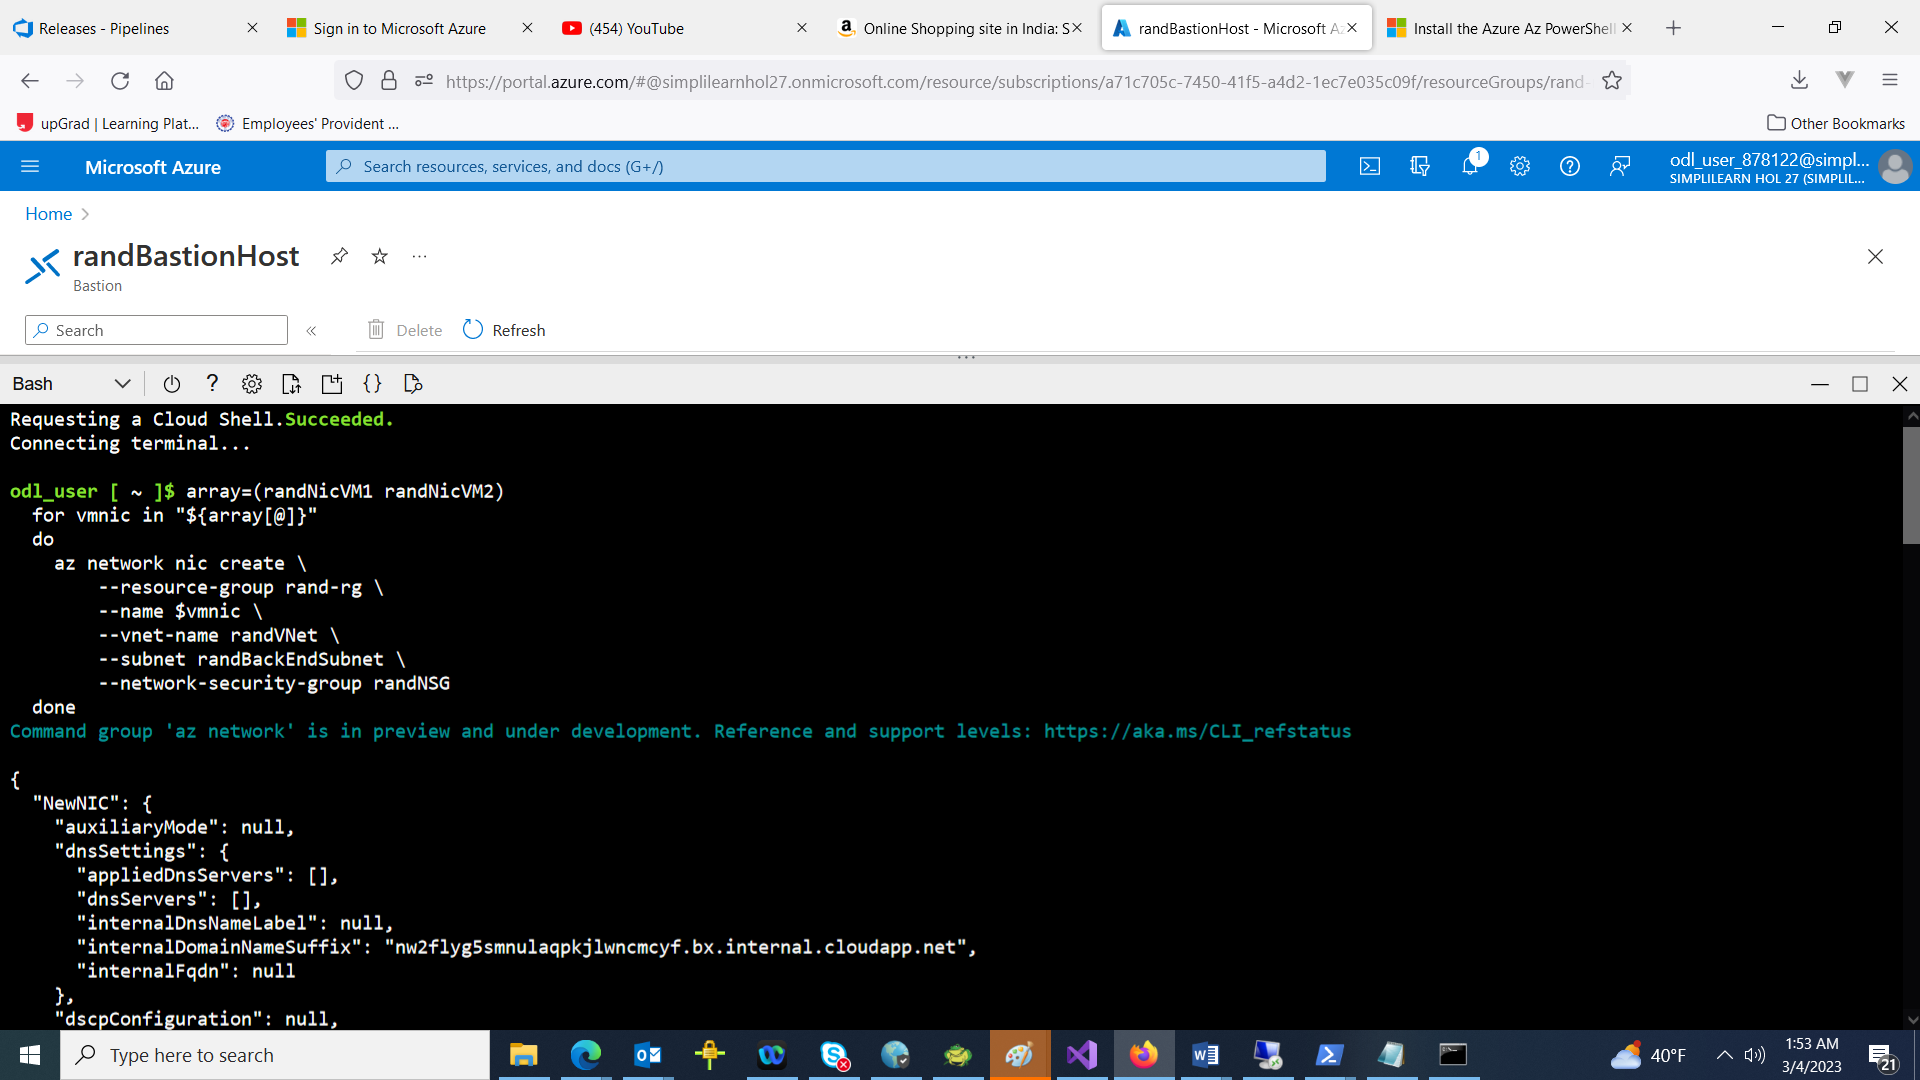 Releases - Pipelines
Sign in to Microsoft Azure
(454) YouTube
Online Shopping site in India: S
randBastionHost - Microsoft Az
Install the Azure Az PowerShell
https://portal.azure.com/#@simplilearnhol27.onmicrosoft.com/resource/subscriptions/a71c705c-7450-41f5-a4d2-1ec7e035c09f/resourceGroups/rand-
upGrad | Learning Plat...
Employees' Provident ...
Other Bookmarks
Microsoft Azure
Search resources, services, and docs (G+/)
1
odl_user_878122@simpl...
SIMPLILEARN HOL 27 (SIMPLIL...
Home
randBastionHost
Bastion
Search
Delete
Refresh
Bash
Requesting a Cloud Shell.Succeeded.
Connecting terminal...
odl_user [ ~ ]$ array=(randNicVM1 randNicVM2)
for vmnic in "${array[@]}"
do
az network nic create \
--resource-group rand-rg \
--name $vmnic \
--vnet-name randVNet \
--subnet randBackEndSubnet \
--network-security-group randNSG
done
Command group 'az network' is in preview and under development. Reference and support levels: https://aka.ms/CLI_refstatus
{
"NewNIC": {
"auxiliaryMode": null,
"dnsSettings": {
"appliedDnsServers": [],
"dnsServers": [],
"internalDnsNameLabel": null,
"internalDomainNameSuffix": "nw2flyg5smnulaqpkjlwncmcyf.bx.internal.cloudapp.net",
"internalFqdn": null
},
"dscpConfiguration": null,
Type here to search
40°F
1:53 AM
3/4/2023
21